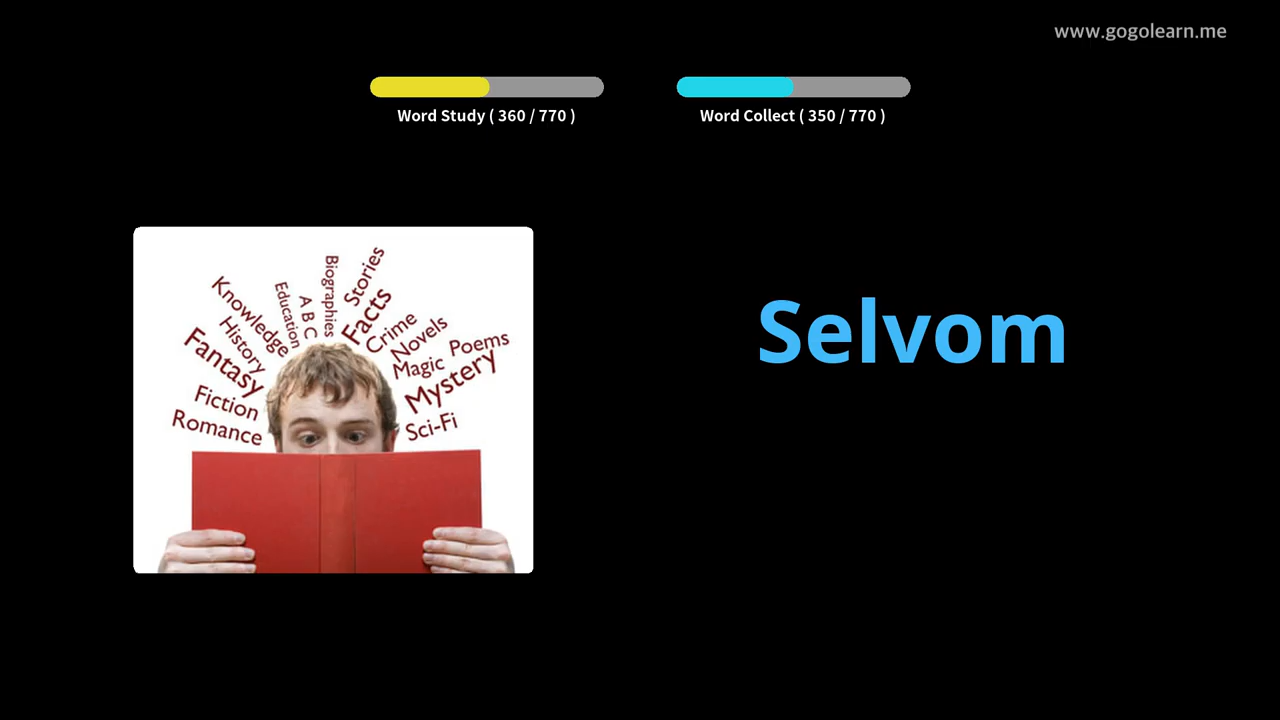 www.gogolearn.me
Word Study ( 360 / 770 )
Word Collect ( 350 / 770 )
Selvom
Knowledge
Education
A B C
Biographies
Stories
Facts
Crime
Novels
Poems
Magic
Mystery
Sci-Fi
History
Fantasy
Fiction
Romance